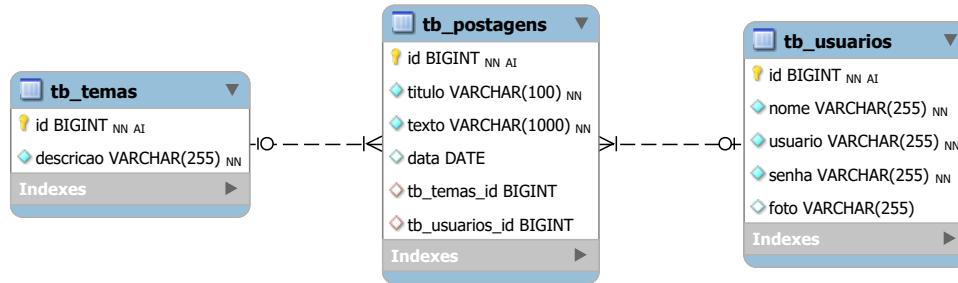 tb_temas
id BIGINT NN AI
descricao VARCHAR(255) NN
Indexes
tb_postagens
id BIGINT NN AI
titulo VARCHAR(100) NN
texto VARCHAR(1000) NN
data DATE
tb_temas_id BIGINT
tb_usuarios_id BIGINT
Indexes
tb_usuarios
id BIGINT NN AI
nome VARCHAR(255) NN
usuario VARCHAR(255) NN
senha VARCHAR(255) NN
foto VARCHAR(255)
Indexes